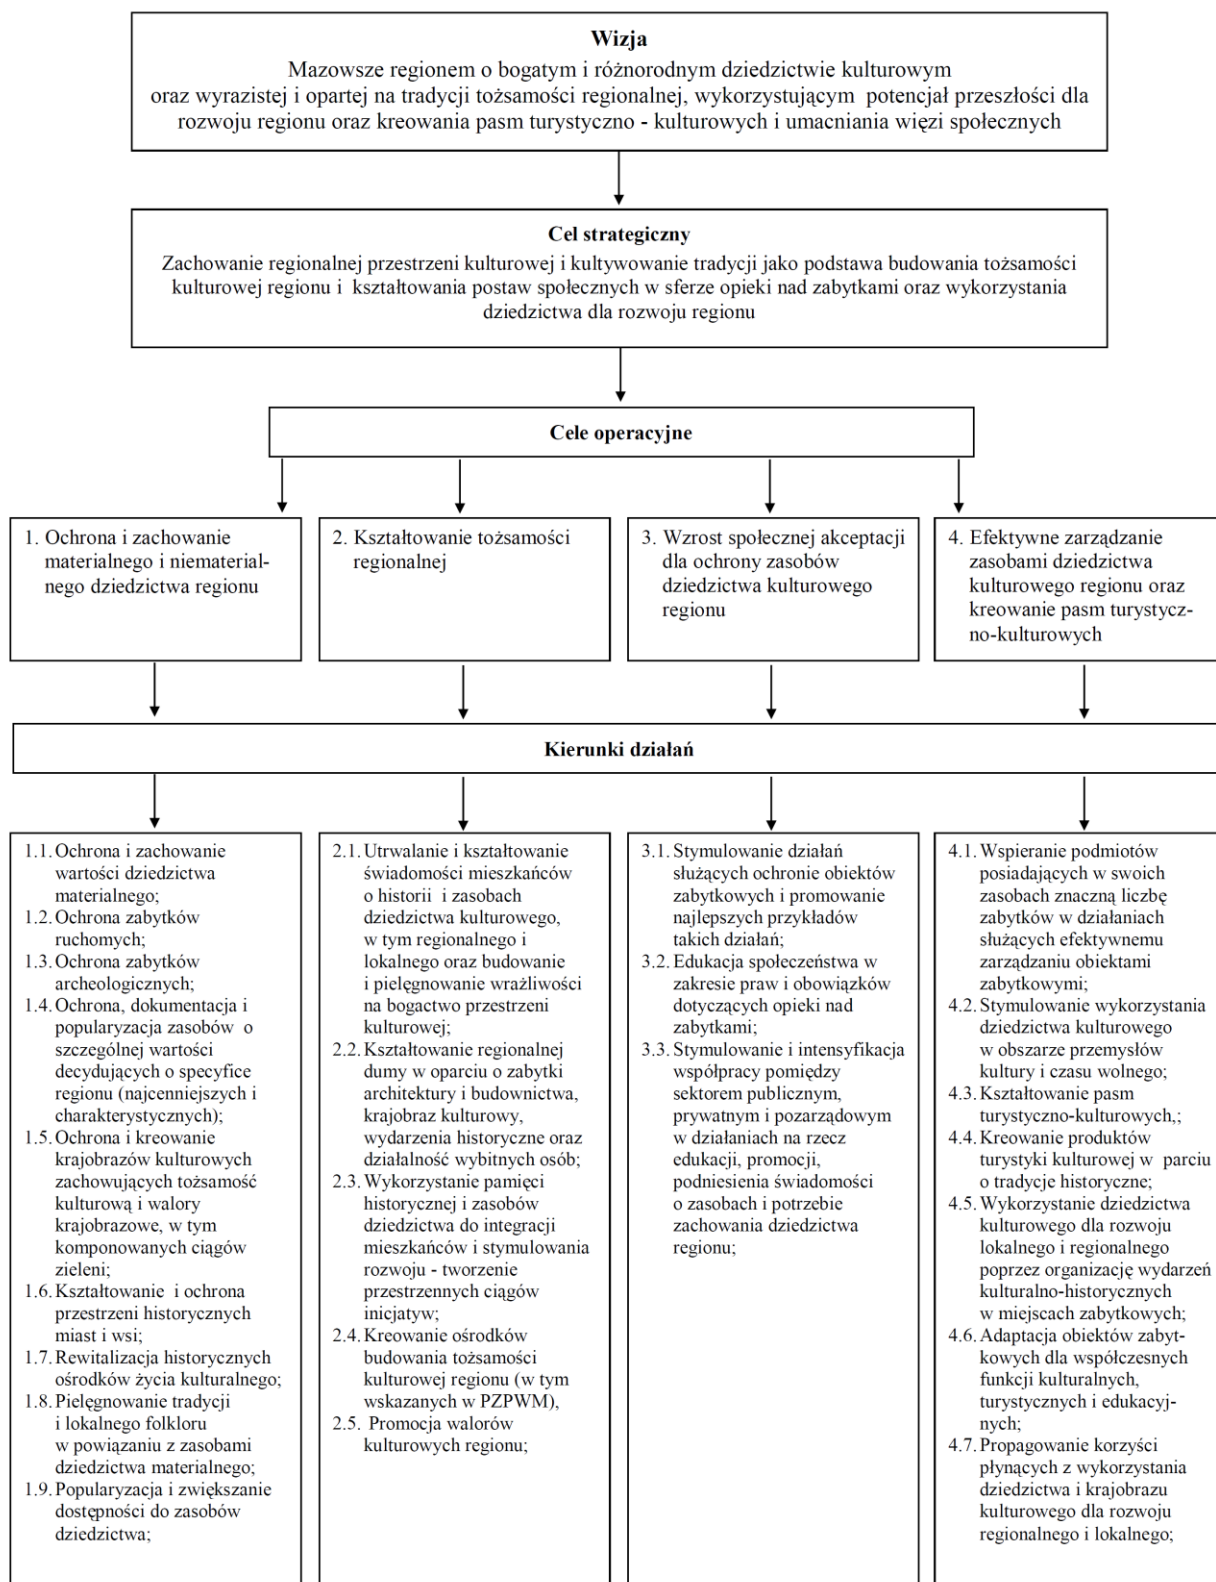 Wizja
Mazowsze regionem o bogatym i różnorodnym dziedzictwie kulturowym
oraz wyrazistej i opartej na tradycji tożsamości regionalnej, wykorzystującym potencjał przeszłości dla
rozwoju regionu oraz kreowania pasm turystyczno - kulturowych i umacniania więzi społecznych
Cel strategiczny
Zachowanie regionalnej przestrzeni kulturowej i kultywowanie tradycji jako podstawa budowania tożsamości
kulturowej regionu i kształtowania postaw społecznych w sferze opieki nad zabytkami oraz wykorzystania
dziedzictwa dla rozwoju regionu
Cele operacyjne
1. Ochrona i zachowanie
materialnego i niematerial-
nego dziedzictwa regionu
2. Kształtowanie tożsamości
regionalnej
3. Wzrost społecznej akceptacji
dla ochrony zasobów
dziedzictwa kulturowego
regionu
4. Efektywne zarządzanie
zasobami dziedzictwa
kulturowego regionu oraz
kreowanie pasm turystycz-
no-kulturowych
Kierunki działań
1.1. Ochrona i zachowanie
wartości dziedzictwa
materialnego;
1.2. Ochrona zabytków
ruchomych;
1.3. Ochrona zabytków
archeologicznych;
1.4. Ochrona, dokumentacja i
popularyzacja zasobów o
szczególnej wartości
decydujących o specyfice
regionu (najcenniejszych i
charakterystycznych);
1.5. Ochrona i kreowanie
krajobrazów kulturowych
zachowujących tożsamość
kulturową i walory
krajobrazowe, w tym
komponowanych ciągów
zieleni;
1.6. Kształtowanie i ochrona
przestrzeni historycznych
miast i wsi;
1.7. Rewitalizacja historycznych
ośrodków życia kulturalnego;
1.8. Pielęgnowanie tradycji
i lokalnego folkloru
w powiązaniu z zasobami
dziedzictwa materialnego;
1.9. Popularyzacja i zwiększanie
dostępności do zasobów
dziedzictwa;
2.1. Utrwalanie i kształtowanie
świadomości mieszkańców
o historii i zasobach
dziedzictwa kulturowego,
w tym regionalnego i
lokalnego oraz budowanie
i pielęgnowanie wrażliwości
na bogactwo przestrzeni
kulturowej;
2.2. Kształtowanie regionalnej
dumy w oparciu o zabytki
architektury i budownictwa,
krajobraz kulturowy,
wydarzenia historyczne oraz
działalność wybitnych osób;
2.3. Wykorzystanie pamięci
historycznej i zasobów
dziedzictwa do integracji
mieszkańców i stymulowania
rozwoju - tworzenie
przestrzennych ciągów
inicjatyw;
2.4. Kreowanie ośrodków
budowania tożsamości
kulturowej regionu (w tym
wskazanych w PZPWM),
2.5. Promocja walorów
kulturowych regionu;
3.1. Stymulowanie działań
służących ochronie obiektów
zabytkowych i promowanie
najlepszych przykładów
takich działań;
3.2. Edukacja społeczeństwa w
zakresie praw i obowiązków
dotyczących opieki nad
zabytkami;
3.3. Stymulowanie i intensyfikacja
współpracy pomiędzy
sektorem publicznym,
prywatnym i pozarządowym
w działaniach na rzecz
edukacji, promocji,
podniesienia świadomości
o zasobach i potrzebie
zachowania dziedzictwa
regionu;
4.1. Wspieranie podmiotów
posiadających w swoich
zasobach znaczną liczbę
zabytków w działaniach
służących efektywnemu
zarządzaniu obiektami
zabytkowymi;
4.2. Stymulowanie wykorzystania
dziedzictwa kulturowego
w obszarze przemysłów
kultury i czasu wolnego;
4.3. Kształtowanie pasm
turystyczno-kulturowych,;
4.4. Kreowanie produktów
turystyki kulturowej w parciu
o tradycje historyczne;
4.5. Wykorzystanie dziedzictwa
kulturowego dla rozwoju
lokalnego i regionalnego
poprzez organizację wydarzeń
kulturalno-historycznych
w miejscach zabytkowych;
4.6. Adaptacja obiektów zabyt-
kowych dla współczesnych
funkcji kulturalnych,
turystycznych i edukacyj-
nych;
4.7. Propagowanie korzyści
płynących z wykorzystania
dziedzictwa i krajobrazu
kulturowego dla rozwoju
regionalnego i lokalnego;